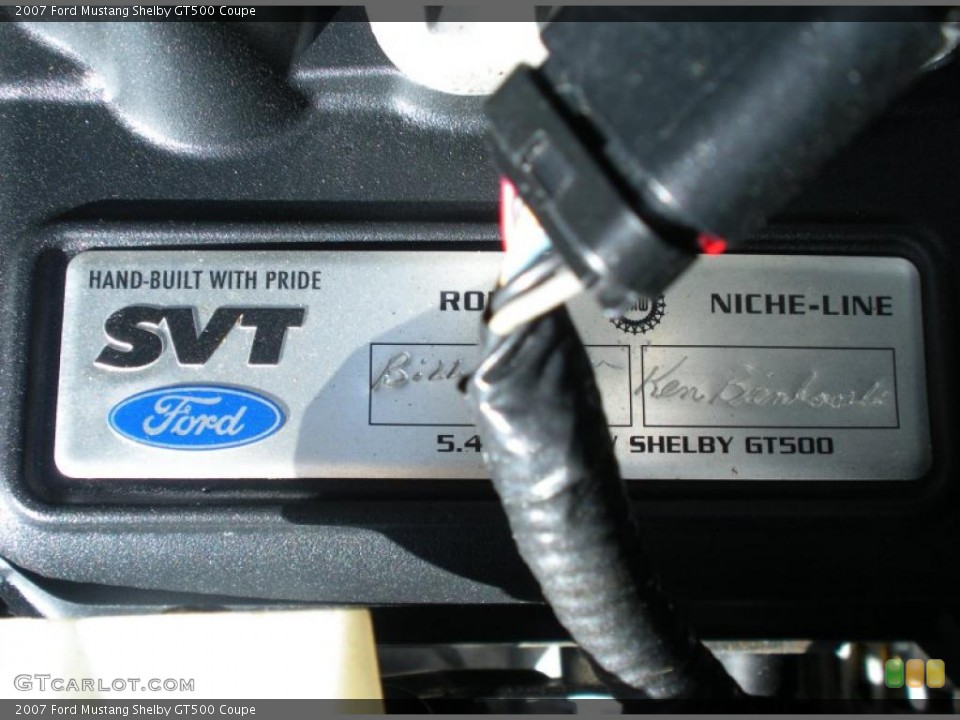 2007 Ford Mustang Shelby GT500 Coupe
HAND-BUILT WITH PRIDE
SVT
Ford
NICHE-LINE
Ken
SHELBY GT500
GTCARLOT.COM
2007 Ford Mustang Shelby GT500 Coupe